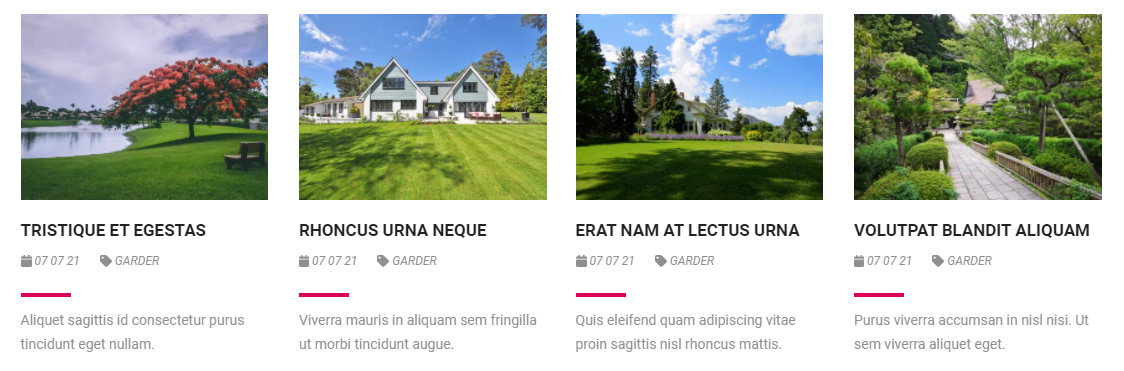 TRISTIQUE ET EGESTAS
07 07 21 GARDER
Aliquet sagittis id consectetur purus
tincidunt eget nullam.
RHONCUS URNA NEQUE
07 07 21 GARDER
Viverra mauris in aliquam sem fringilla
ut morbi tincidunt augue.
ERAT NAM AT LECTUS URNA
07 07 21 GARDER
Quis eleifend quam adipiscing vitae
proin sagittis nisl rhoncus mattis.
VOLUTPAT BLANDIT ALIQUAM
07 07 21 GARDER
Purus viverra accumsan in nisl nisi. Ut
sem viverra aliquet eget.